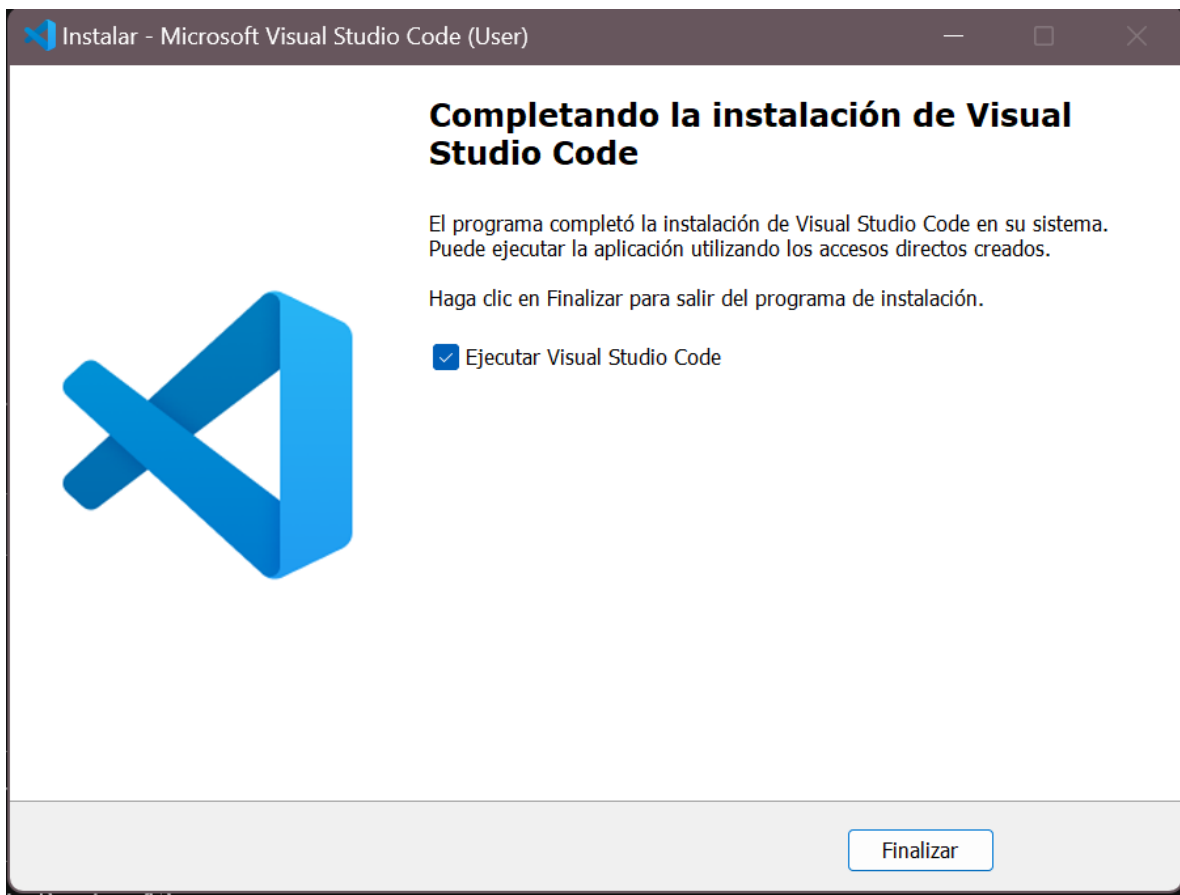 Instalar - Microsoft Visual Studio Code (User)
Completando la instalación de Visual
Studio Code
El programa completó la instalación de Visual Studio Code en su sistema.
Puede ejecutar la aplicación utilizando los accesos directos creados.
Haga clic en Finalizar para salir del programa de instalación.
Ejecutar Visual Studio Code
Finalizar